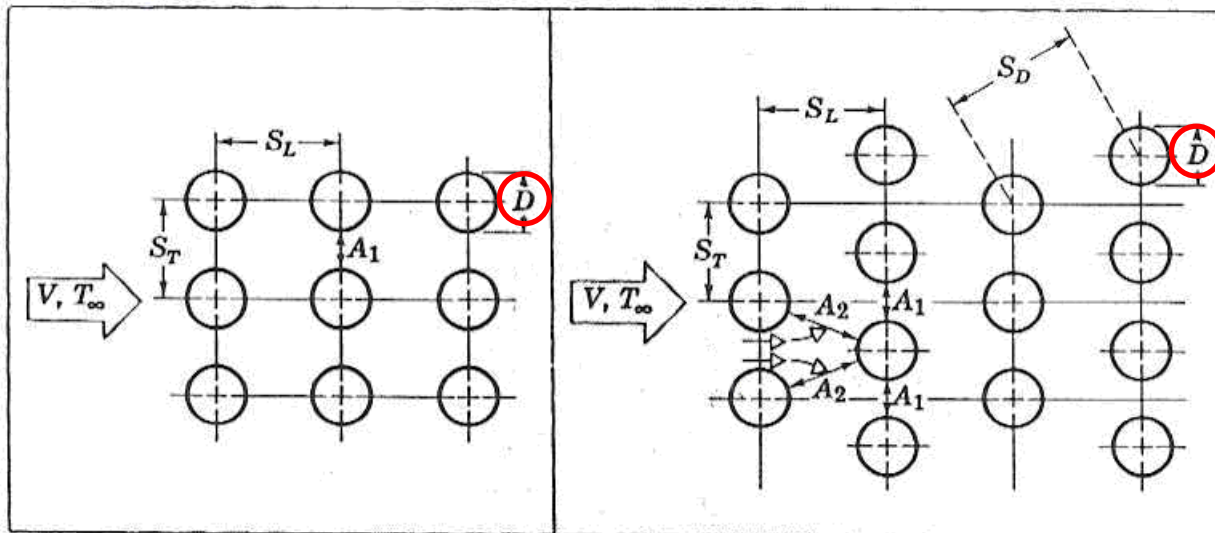 S_L
D
S_T
A_1
V, T_∞
S_D
S_L
D
S_T
V, T_∞
A_2
A_1
A_2
A_1